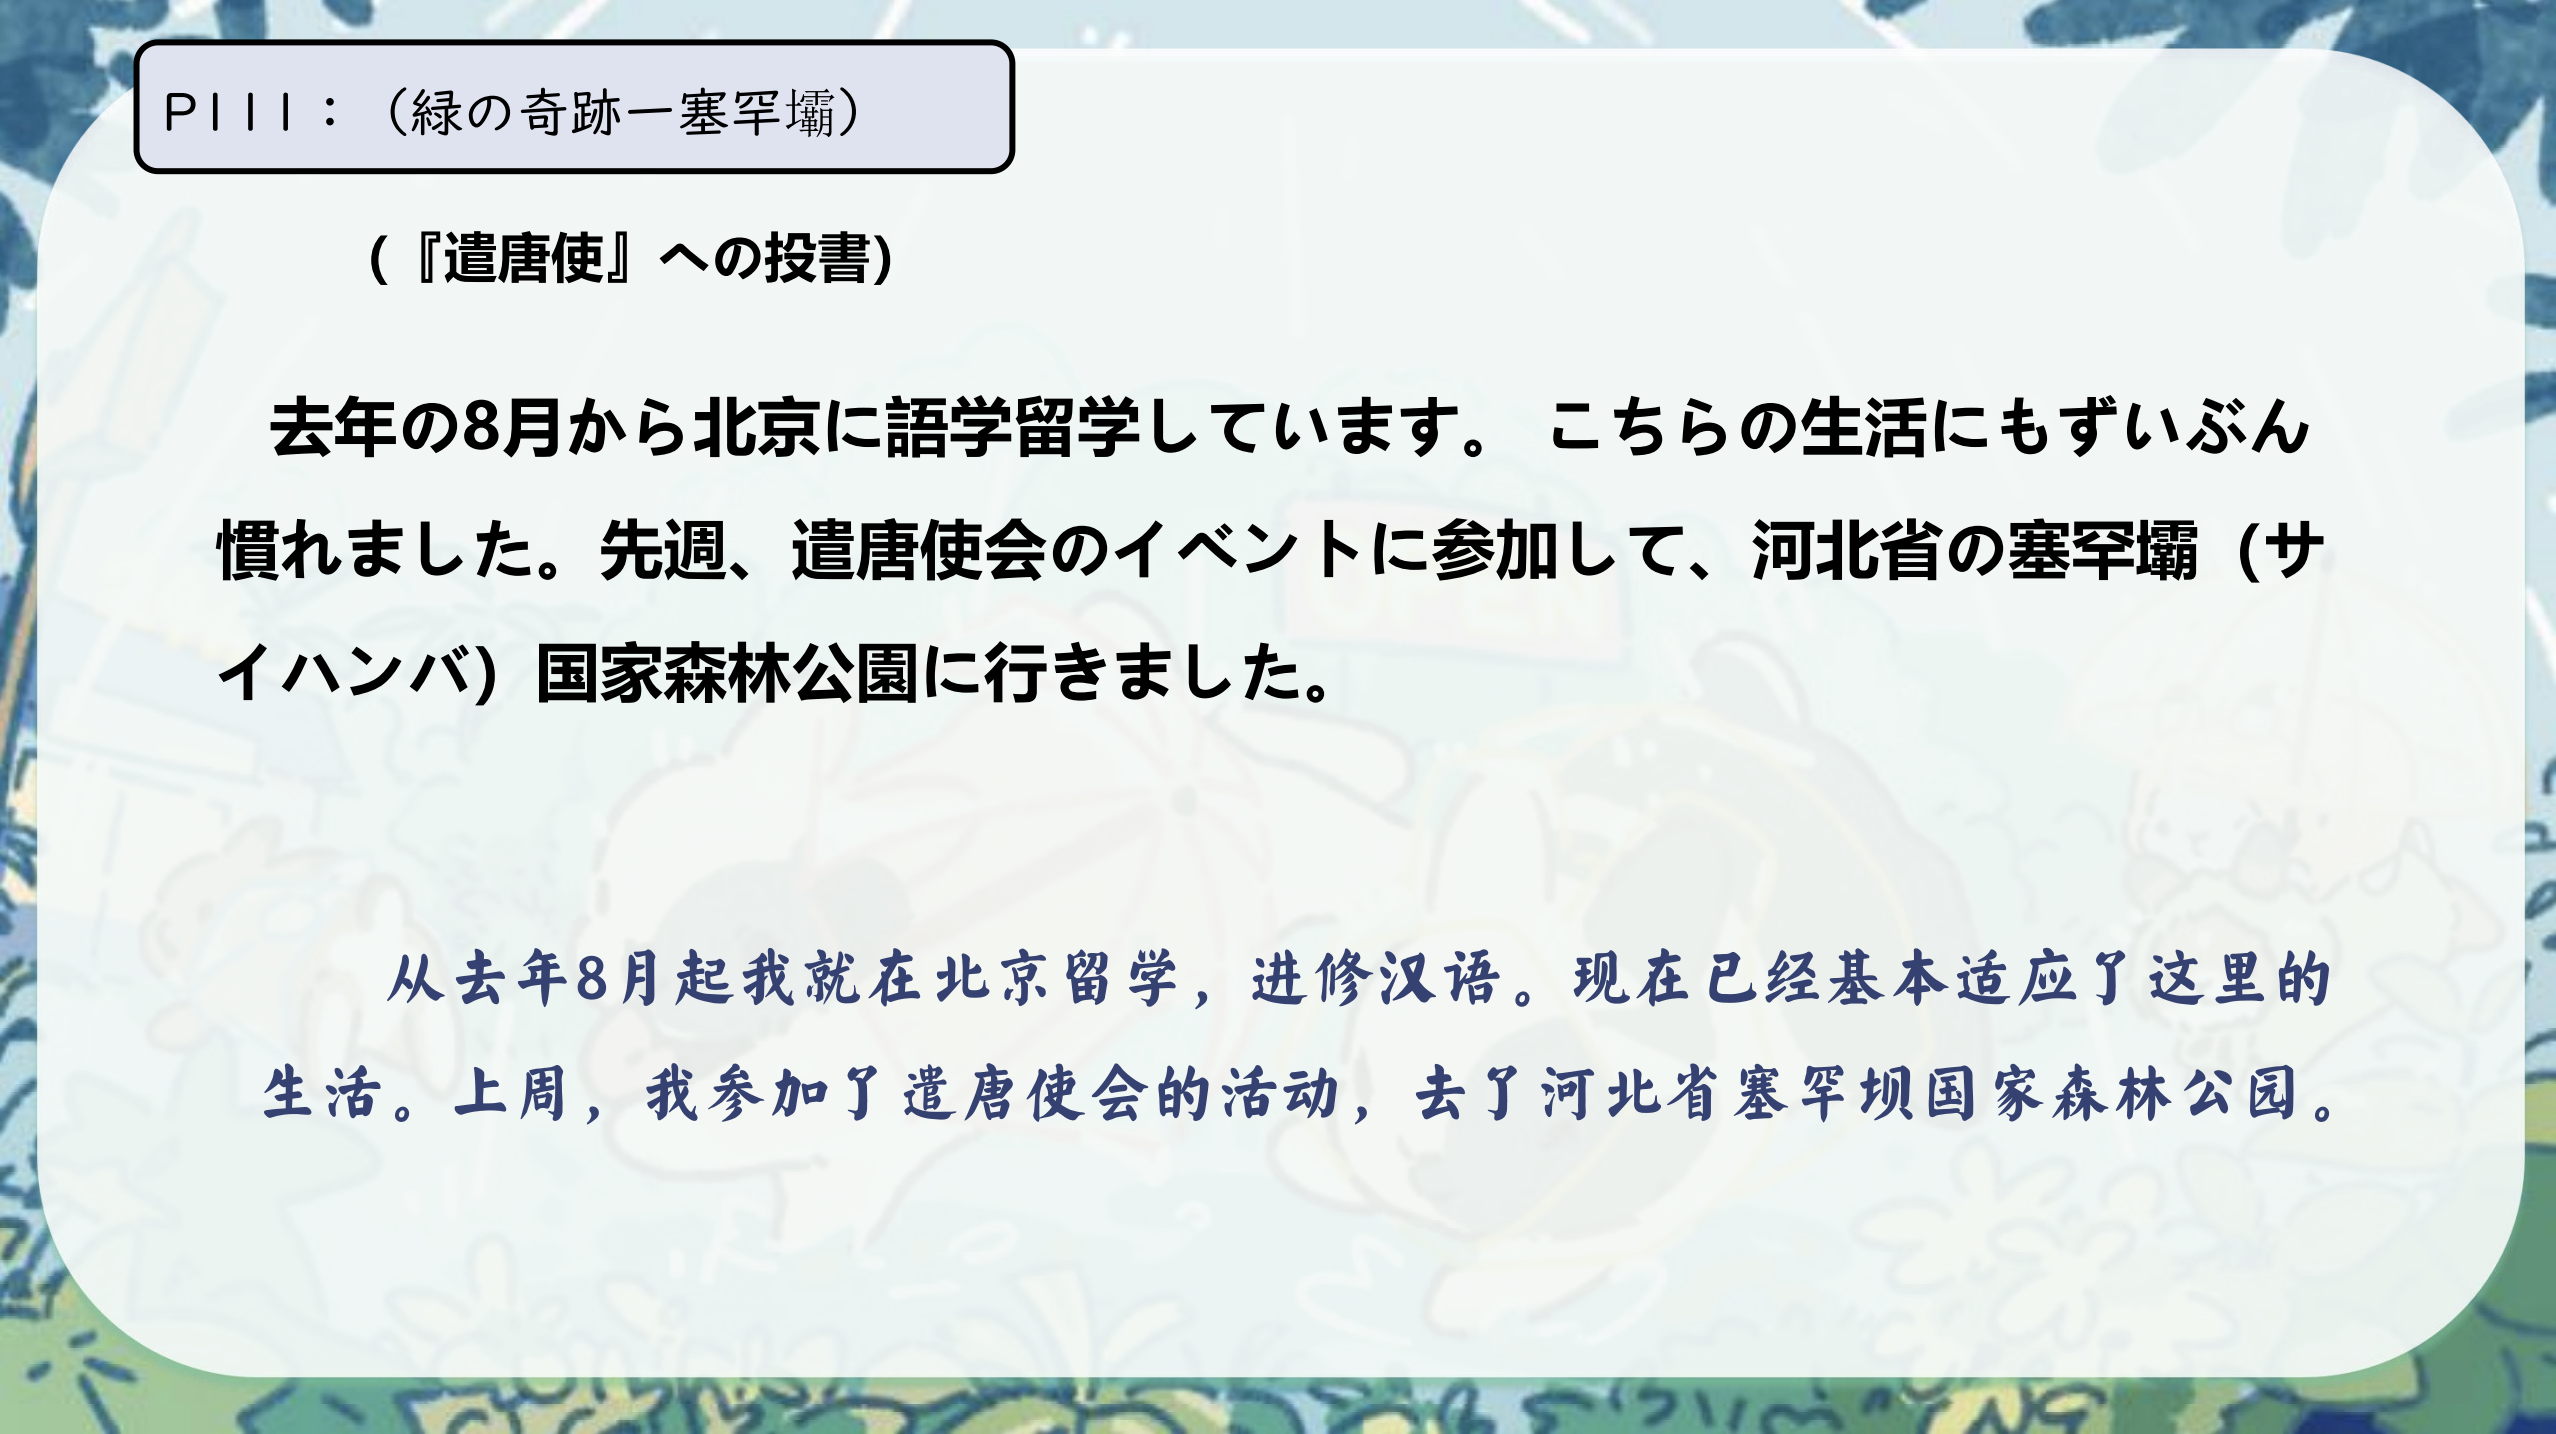 P111：（緑の奇跡ー塞罕壩）
（『遣唐使』への投書）
去年の8月から北京に語学留学しています。 こちらの生活にもずいぶん
慣れました。先週、遣唐使会のイベントに参加して、河北省の塞罕壩（サ
イハンバ）国家森林公園に行きました。
从去年8月起我就在北京留学，进修汉语。现在已经基本适应了这里的
生活。上周，我参加了遣唐使会的活动，去了河北省塞罕坝国家森林公园。